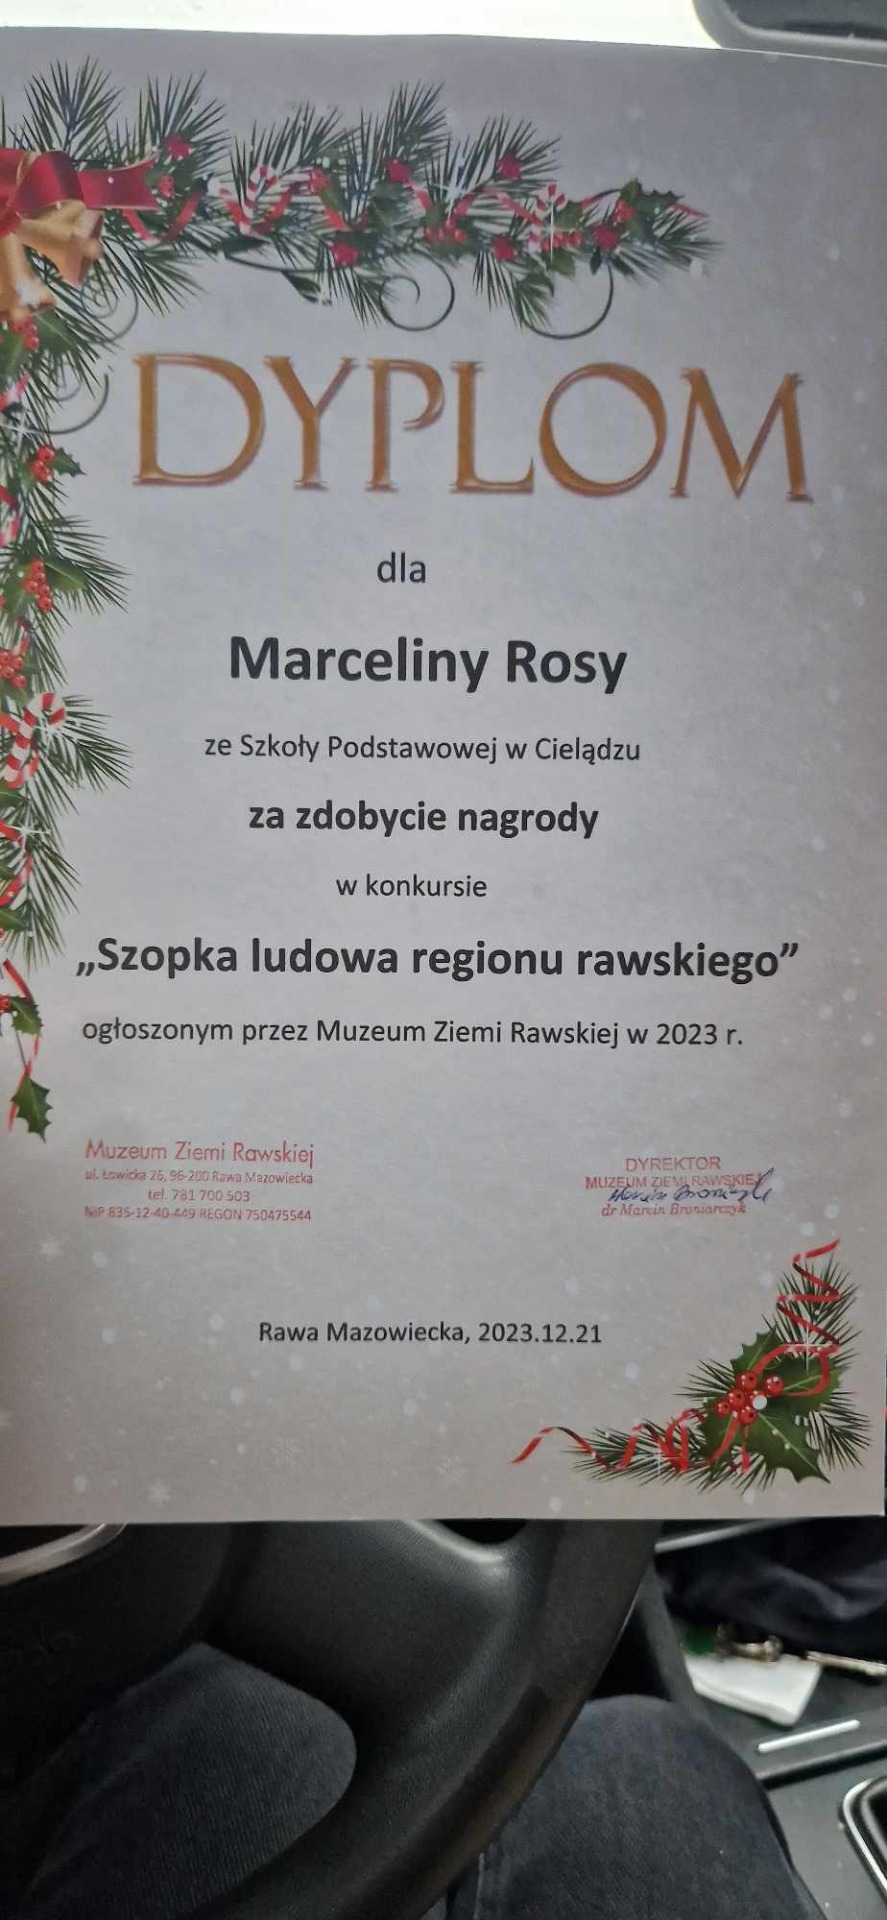 DYPLOM
dla
Marceliny Rosy
ze Szkoły Podstawowej w Cielądzu
za zdobycie nagrody
w konkursie
„Szopka ludowa regionu rawskiego”
ogłoszonym przez Muzeum Ziemi Rawskiej w 2023 r.
Muzeum Ziemi Rawskiej
ul. Łowicka 26, 96-200 Rawa Mazowiecka
tel. 781 700 503
NIP 835-12-40-449 REGON 750475544
DYREKTOR
MUZEUM ZIEMI RAWSKIEJ
Marcin Broniarczyk
dr Marcin Broniarczyk
Rawa Mazowiecka, 2023.12.21